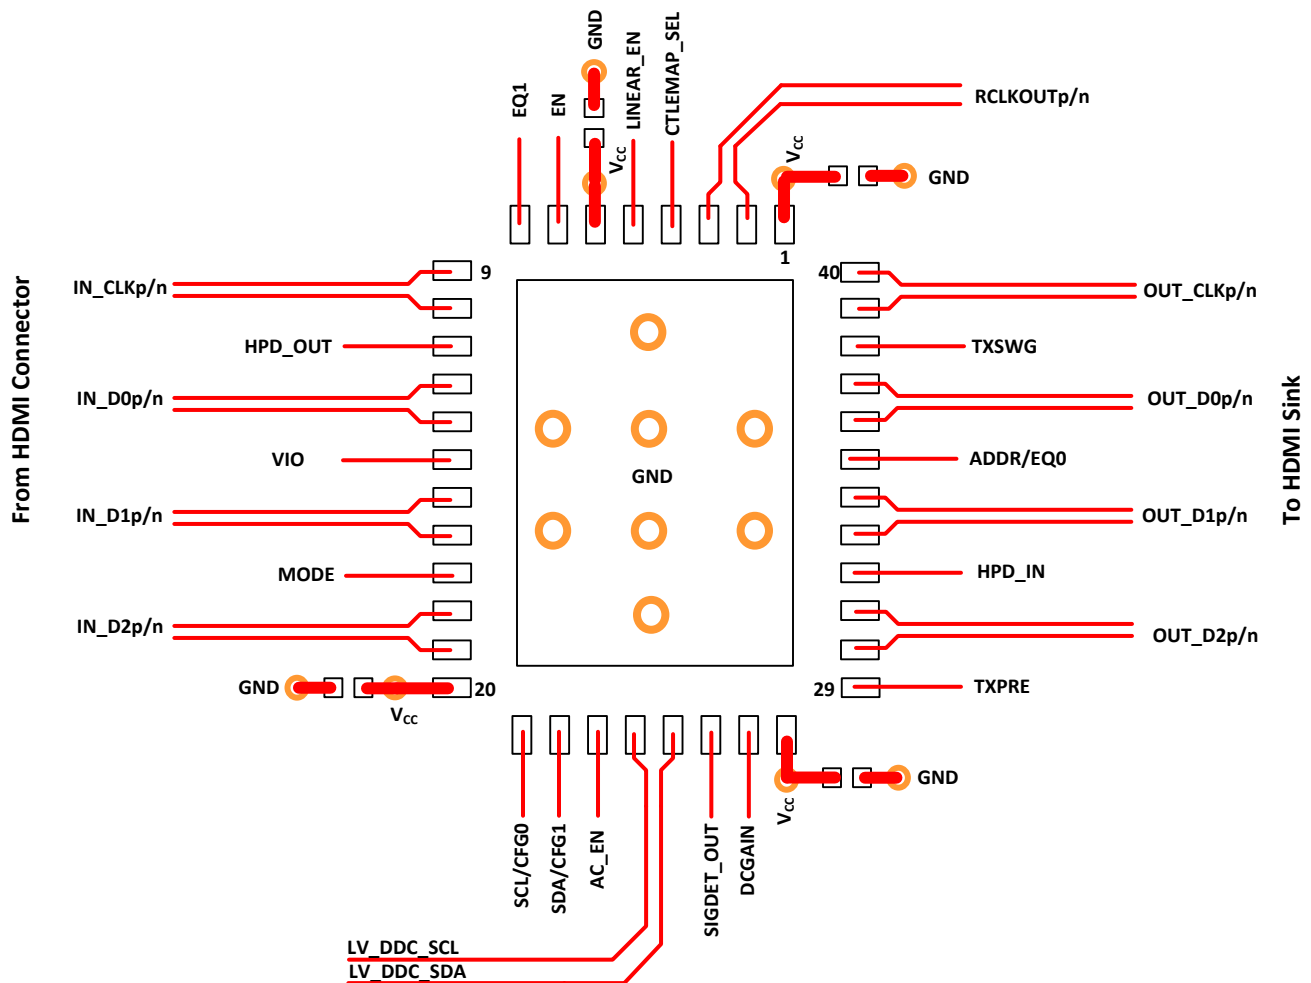 GND
EQ1
EN
LINEAR_EN
CTLEMAP_SEL
VCC
RCLKOUTp/n
VCC
GND
1
9
40
IN_CLKp/n
OUT_CLKp/n
HPD_OUT
TXSWG
IN_D0p/n
OUT_D0p/n
From HDMI Connector
To HDMI Sink
VIO
ADDR/EQ0
GND
IN_D1p/n
OUT_D1p/n
MODE
HPD_IN
IN_D2p/n
OUT_D2p/n
GND
VCC
20
29
TXPRE
SCL/CFG0
SDA/CFG1
AC_EN
SIGDET_OUT
DCGAIN
VCC
GND
LV_DDC_SCL
LV_DDC_SDA